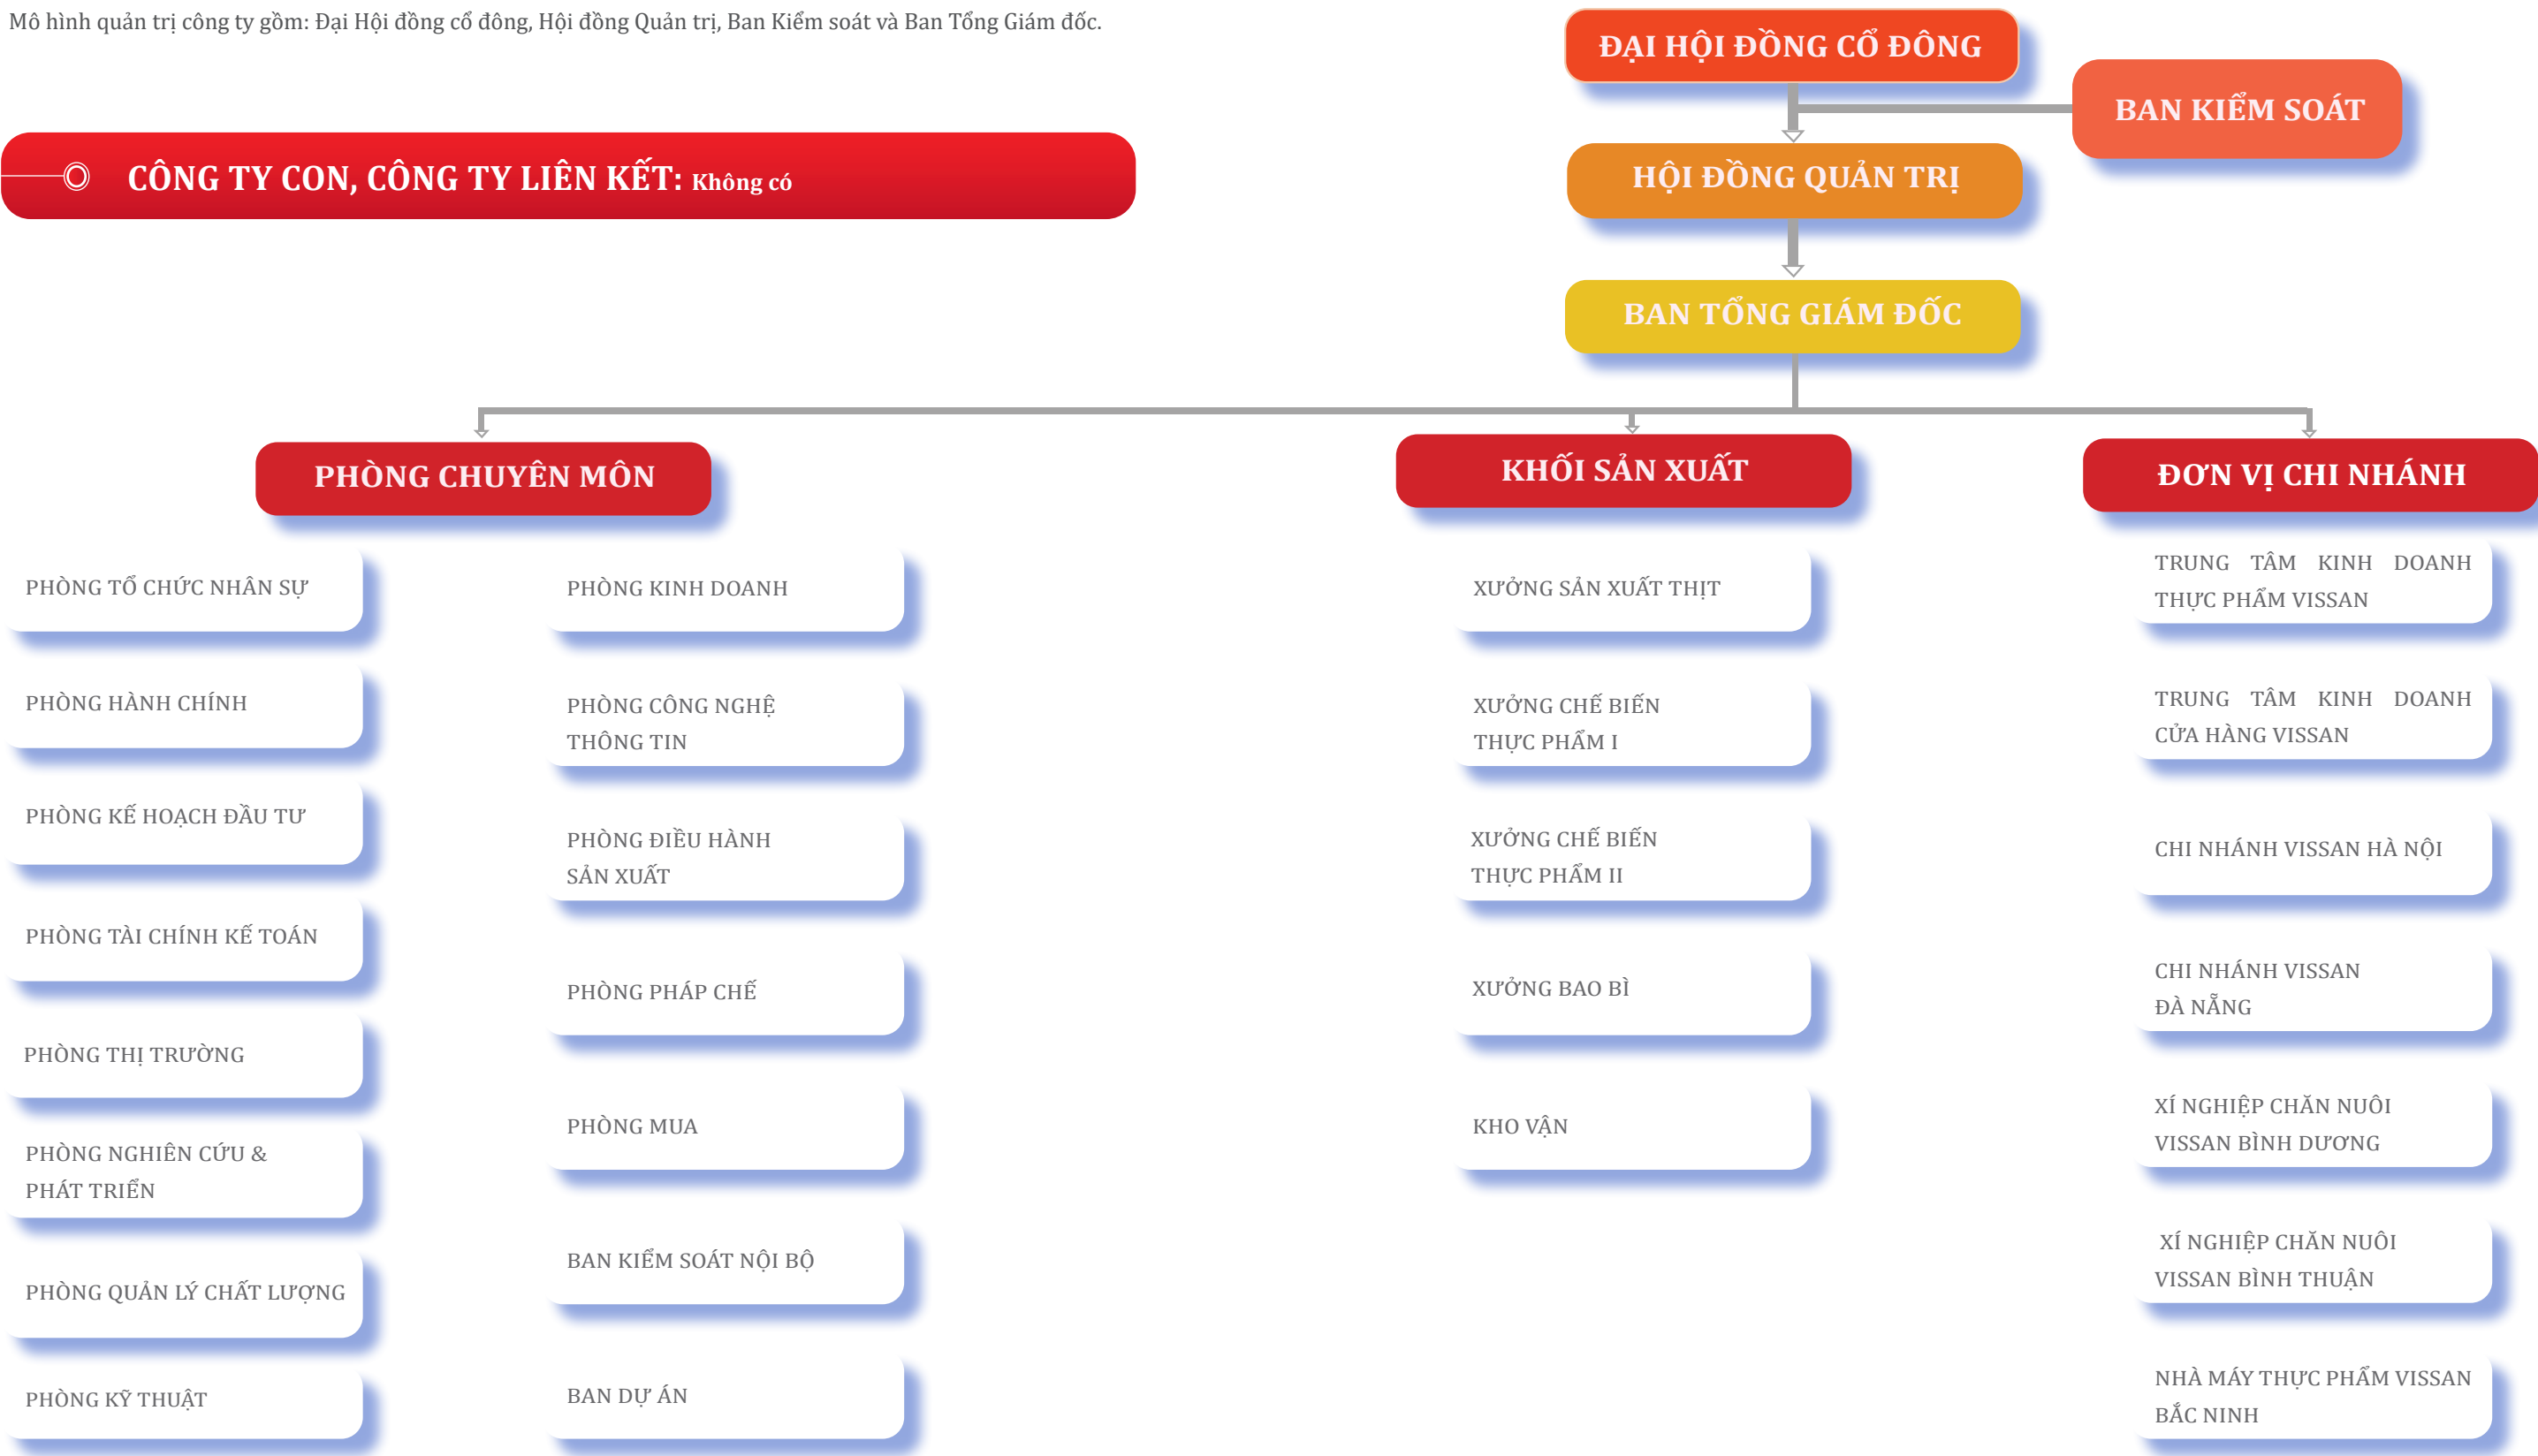 Mô hình quản trị công ty gồm: Đại Hội đồng cổ đông, Hội đồng Quản trị, Ban Kiểm soát và Ban Tổng Giám đốc.
CÔNG TY CON, CÔNG TY LIÊN KẾT: Không có
ĐẠI HỘI ĐỒNG CỔ ĐÔNG
BAN KIỂM SOÁT
HỘI ĐỒNG QUẢN TRỊ
BAN TỔNG GIÁM ĐỐC
PHÒNG CHUYÊN MÔN
PHÒNG TỔ CHỨC NHÂN SỰ
PHÒNG HÀNH CHÍNH
PHÒNG KẾ HOẠCH ĐẦU TƯ
PHÒNG TÀI CHÍNH KẾ TOÁN
PHÒNG THỊ TRƯỜNG
PHÒNG NGHIÊN CỨU &
PHÁT TRIỂN
PHÒNG QUẢN LÝ CHẤT LƯỢNG
PHÒNG KỸ THUẬT
PHÒNG KINH DOANH
PHÒNG CÔNG NGHỆ
THÔNG TIN
PHÒNG ĐIỀU HÀNH
SẢN XUẤT
PHÒNG PHÁP CHẾ
PHÒNG MUA
BAN KIỂM SOÁT NỘI BỘ
BAN DỰ ÁN
KHỐI SẢN XUẤT
XƯỞNG SẢN XUẤT THỊT
XƯỞNG CHẾ BIẾN
THỰC PHẨM I
XƯỞNG CHẾ BIẾN
THỰC PHẨM II
XƯỞNG BAO BÌ
KHO VẬN
ĐƠN VỊ CHI NHÁNH
TRUNG TÂM KINH DOANH
THỰC PHẨM VISSAN
TRUNG TÂM KINH DOANH
CỬA HÀNG VISSAN
CHI NHÁNH VISSAN HÀ NỘI
CHI NHÁNH VISSAN
ĐÀ NẴNG
XÍ NGHIỆP CHĂN NUÔI
VISSAN BÌNH DƯƠNG
XÍ NGHIỆP CHĂN NUÔI
VISSAN BÌNH THUẬN
NHÀ MÁY THỰC PHẨM VISSAN
BẮC NINH